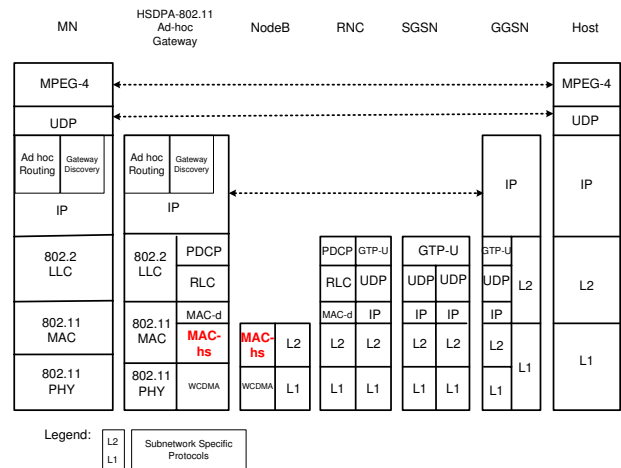 MN
HSDPA-802.11
Ad-hoc
Gateway
NodeB
RNC
SGSN
GGSN
Host
MPEG-4
MPEG-4
UDP
UDP
Ad hoc
Routing
Gateway
Discovery
Ad hoc
Routing
Gateway
Discovery
IP
IP
IP
IP
802.2
LLC
802.2
LLC
PDCP
PDCP
GTP-U
GTP-U
GTP-U
RLC
RLC
UDP
UDP
UDP
UDP
L2
L2
MAC-d
MAC-d
IP
IP
IP
IP
802.11
MAC
802.11
MAC
MAC-
hs
MAC-
hs
L2
L2
L2
L2
L2
L2
L1
L1
802.11
PHY
802.11
PHY
WCDMA
WCDMA
L1
L1
L1
L1
L1
L1
Legend:
L2
L1
Subnetwork Specific
Protocols